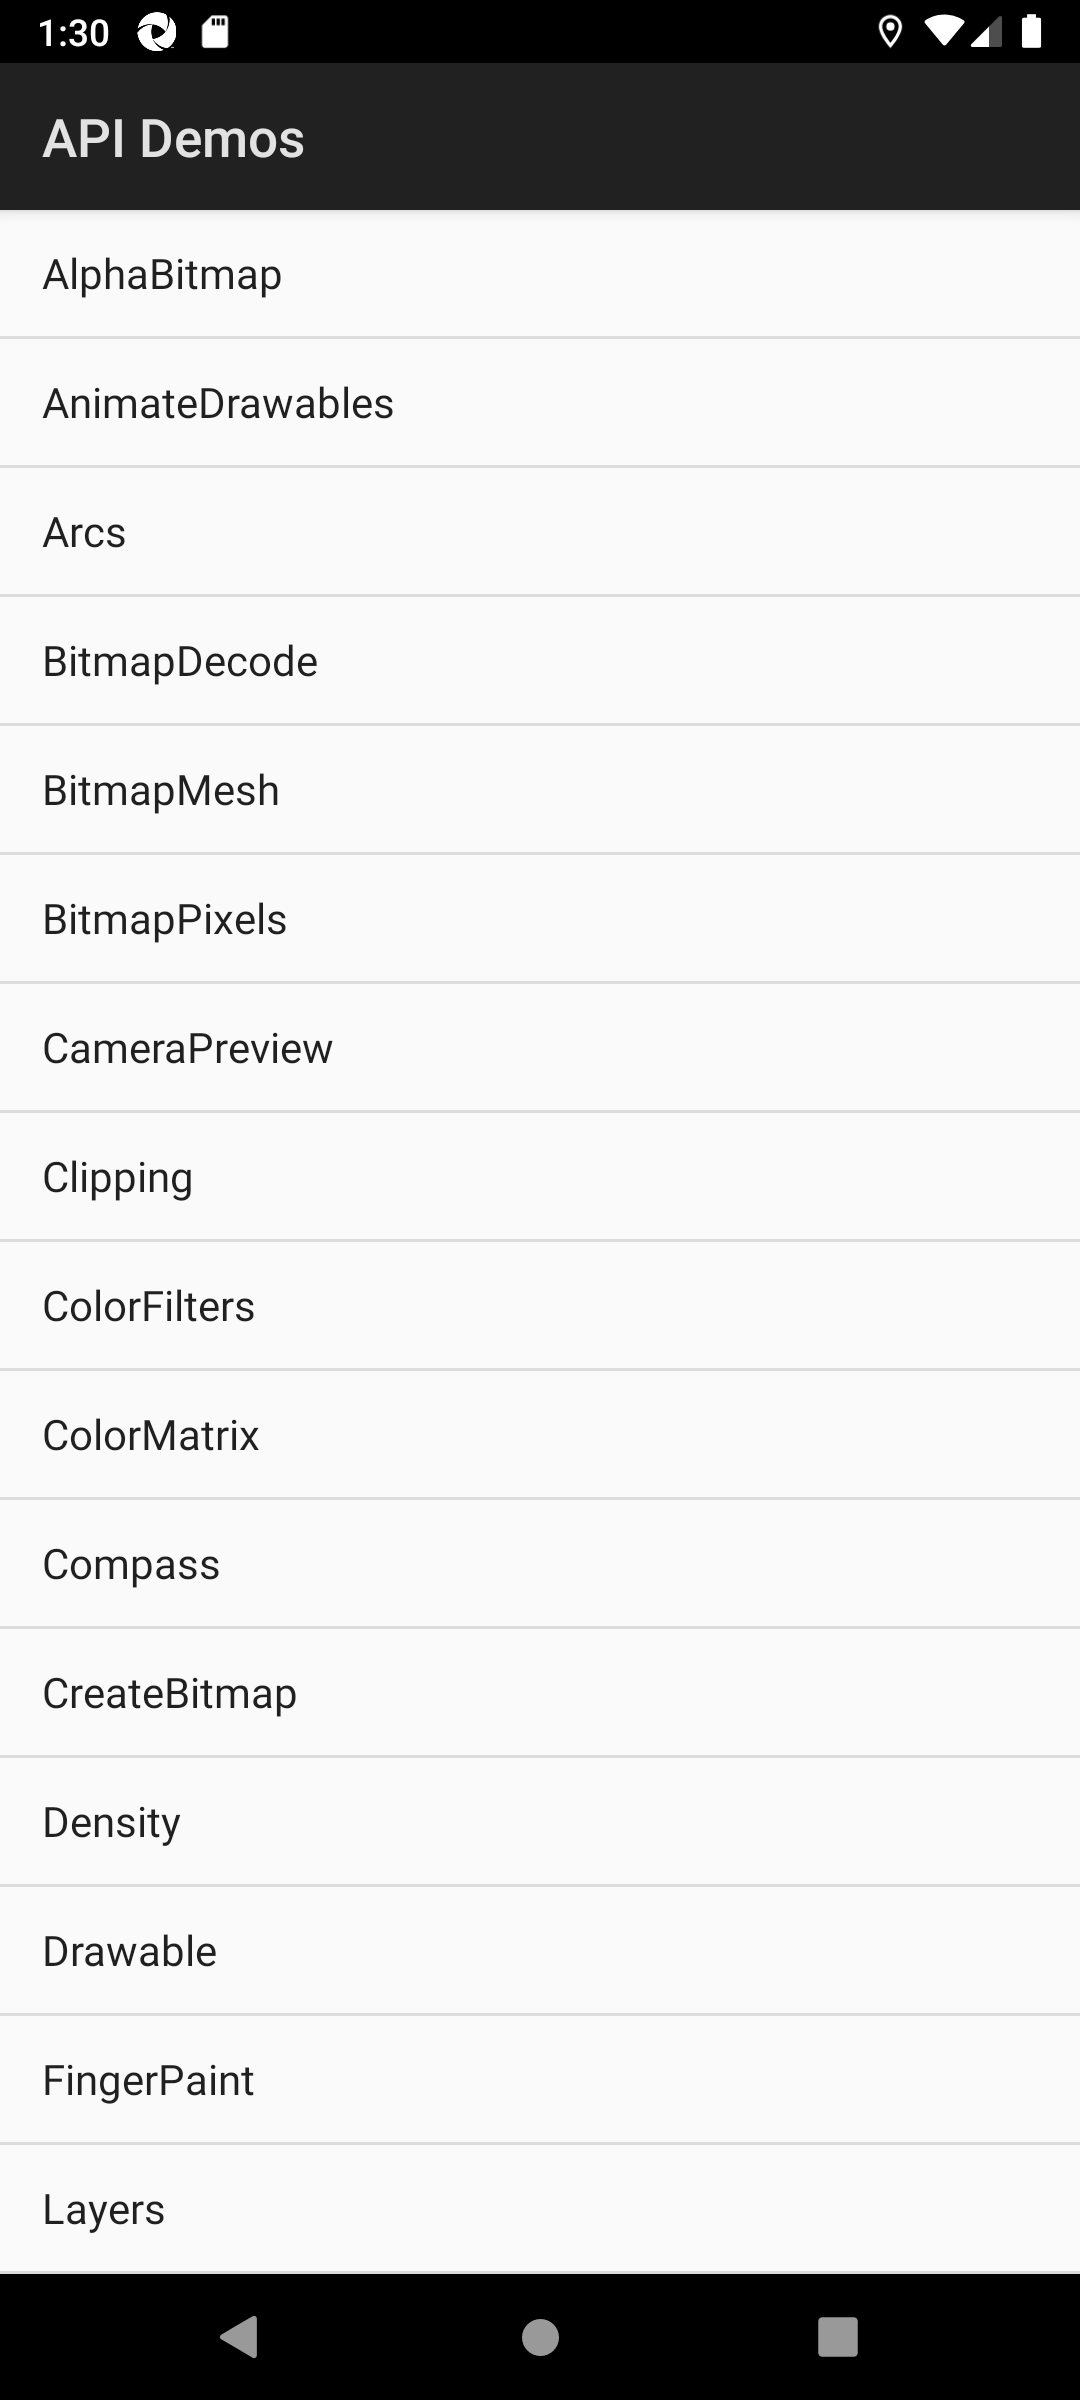 1:30
API Demos
AlphaBitmap
AnimateDrawables
Arcs
BitmapDecode
BitmapMesh
BitmapPixels
CameraPreview
Clipping
ColorFilters
ColorMatrix
Compass
CreateBitmap
Density
Drawable
FingerPaint
Layers